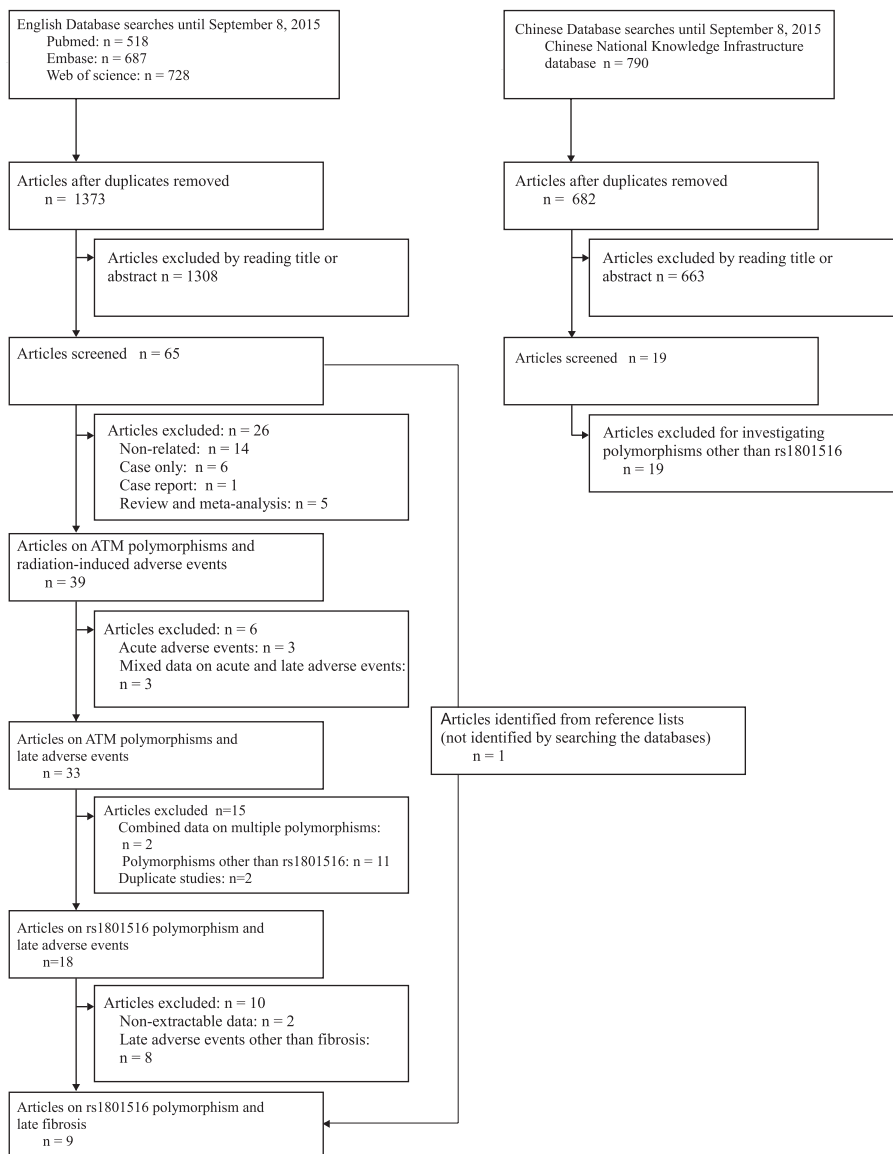 English Database searches until September 8, 2015
Pubmed: n = 518
Embase: n = 687
Web of science: n = 728
Chinese Database searches until September 8, 2015
Chinese National Knowledge Infrastructure
database n = 790
Articles after duplicates removed
n = 1373
Articles after duplicates removed
n = 682
Articles excluded by reading title or
abstract n = 1308
Articles excluded by reading title or
abstract n = 663
Articles screened n = 65
Articles screened n = 19
Articles excluded: n = 26
Non-related: n = 14
Case only: n = 6
Case report: n = 1
Review and meta-analysis: n = 5
Articles excluded for investigating
polymorphisms other than rs1801516
n = 19
Articles on ATM polymorphisms and
radiation-induced adverse events
n = 39
Articles excluded: n = 6
Acute adverse events: n = 3
Mixed data on acute and late adverse events:
n = 3
Articles identified from reference lists
(not identified by searching the databases)
n = 1
Articles on ATM polymorphisms and
late adverse events
n = 33
Articles excluded n=15
Combined data on multiple polymorphisms:
n = 2
Polymorphisms other than rs1801516: n = 11
Duplicate studies: n=2
Articles on rs1801516 polymorphism and
late adverse events
n=18
Articles excluded: n = 10
Non-extractable data: n = 2
Late adverse events other than fibrosis:
n = 8
Articles on rs1801516 polymorphism and
late fibrosis
n = 9